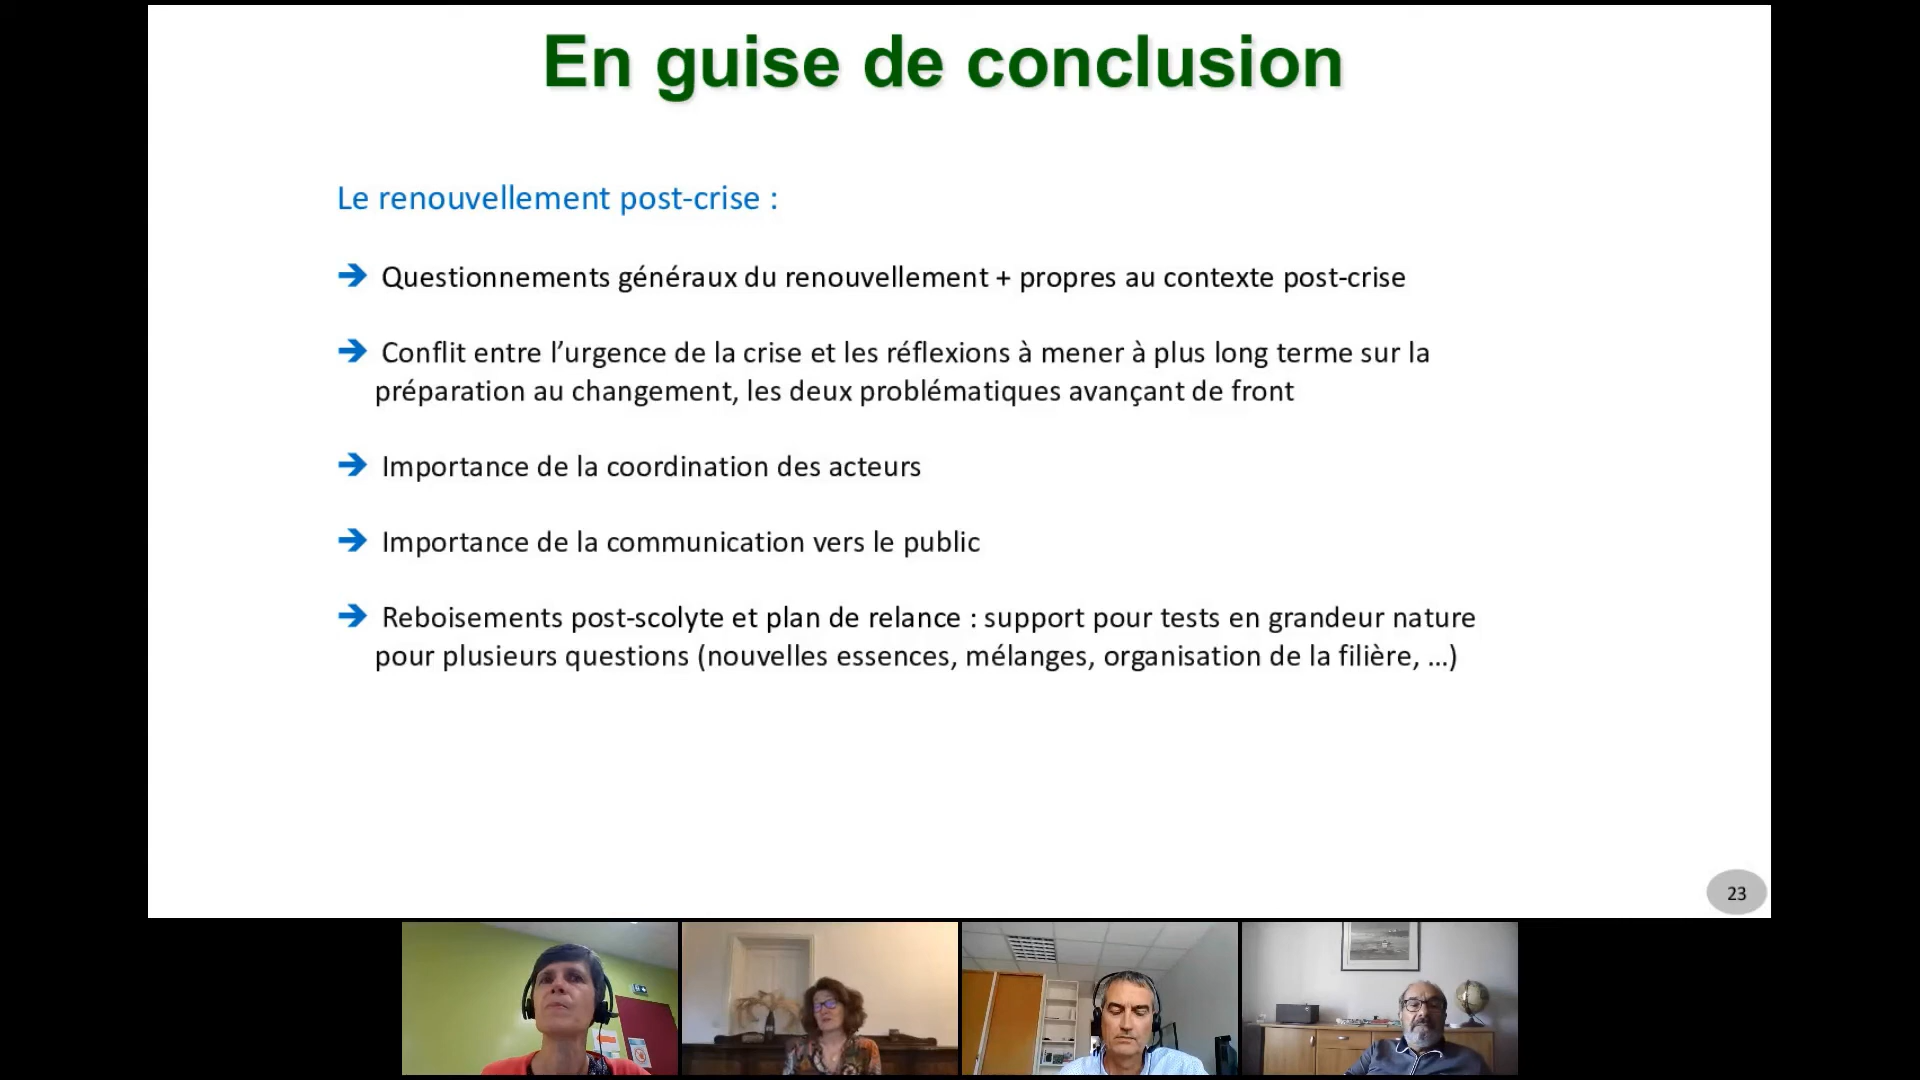 En guise de conclusion
Le renouvellement post-crise :
➔ Questionnements généraux du renouvellement + propres au contexte post-crise
➔ Conflit entre l’urgence de la crise et les réflexions à mener à plus long terme sur la
préparation au changement, les deux problématiques avançant de front
➔ Importance de la coordination des acteurs
➔ Importance de la communication vers le public
➔ Reboisements post-scolyte et plan de relance : support pour tests en grandeur nature
pour plusieurs questions (nouvelles essences, mélanges, organisation de la filière, ...)
23